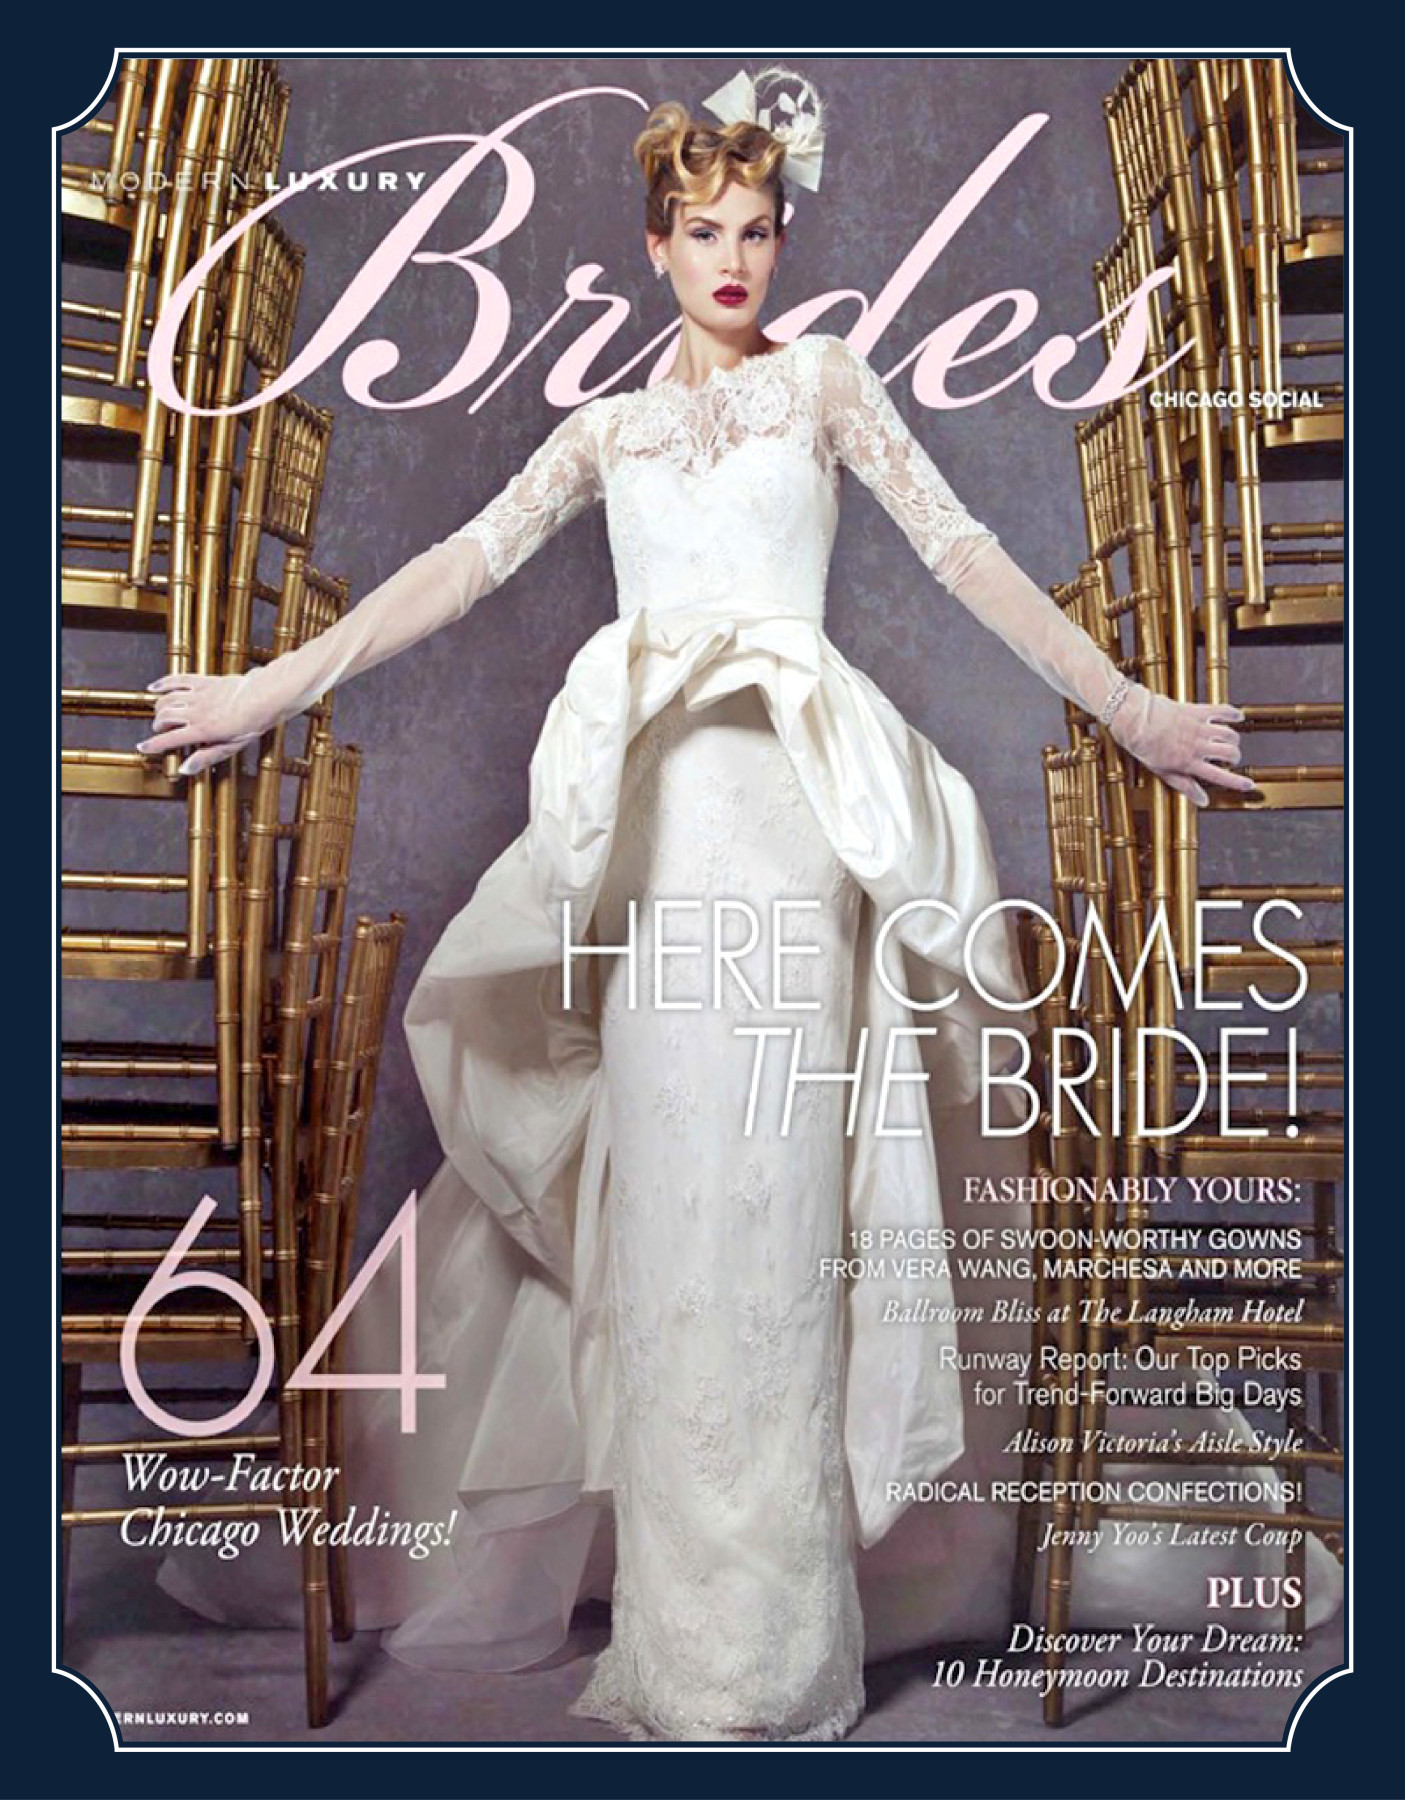 MODERN LUXURY
Brides
CHICAGO SOCIAL
HERE COMES
THE BRIDE!
FASHIONABLY YOURS:
18 PAGES OF SWOON-WORTHY GOWNS
FROM VERA WANG, MARCHESA AND MORE
Ballroom Bliss at The Langham Hotel
Runway Report: Our Top Picks
for Trend-Forward Big Days
Alison Victoria's Aisle Style
RADICAL RECEPTION CONFECTIONS!
Jenny Yoo's Latest Coup
PLUS
Discover Your Dream:
10 Honeymoon Destinations
64
Wow-Factor
Chicago Weddings!
ERNLUXURY.COM